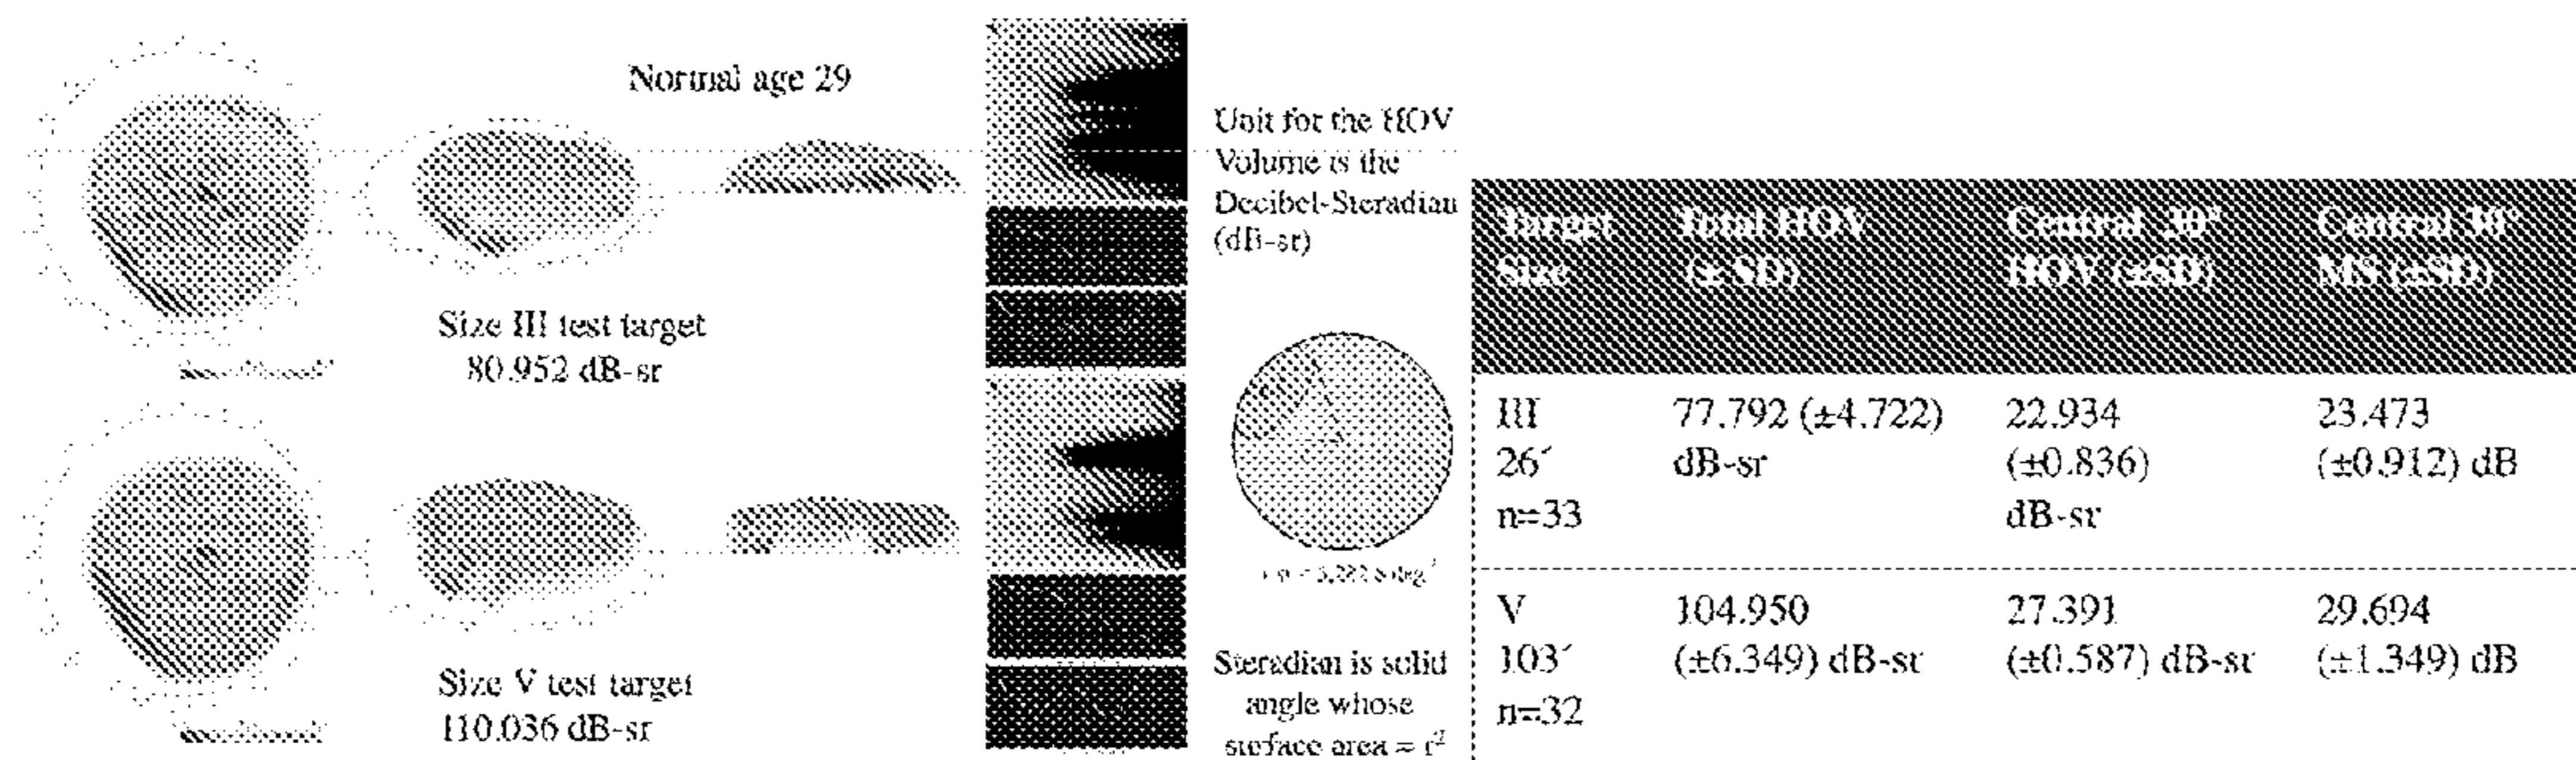 Normal age 29
Size III test target
80.952 dB-sr
Size V test target
110.036 dB-sr
Unit for the HOV
Volume is the
Decibel-Steradian
(dB-sr)
Steradian is solid
angle whose
surface area = r²
Target Total HOV Central 30° Central 30°
Size (± SD) HOV (±SD) MS (±SD)
III 77.792 (±4.722) 22.934 23.473
26´ dB-sr (±0.836) (±0.912) dB
n=33 dB-sr
V 104.950 27.391 29.694
103´ (±6.349) dB-sr (±0.587) dB-sr (±1.349) dB
n=32